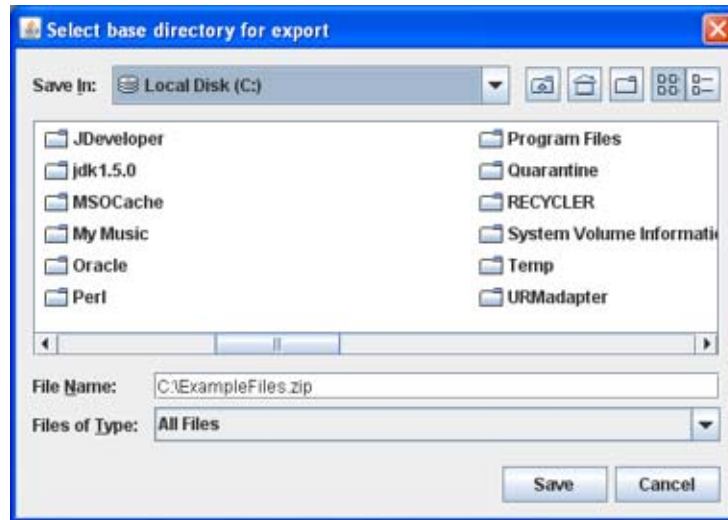 Select base directory for export
Save In: Local Disk (C:)
JDeveloper
jdk1.5.0
MSOCache
My Music
Oracle
Perl
Program Files
Quarantine
RECYCLER
System Volume Informati
Temp
URMadapter
File Name: C:\ExampleFiles.zip
Files of Type: All Files
Save Cancel